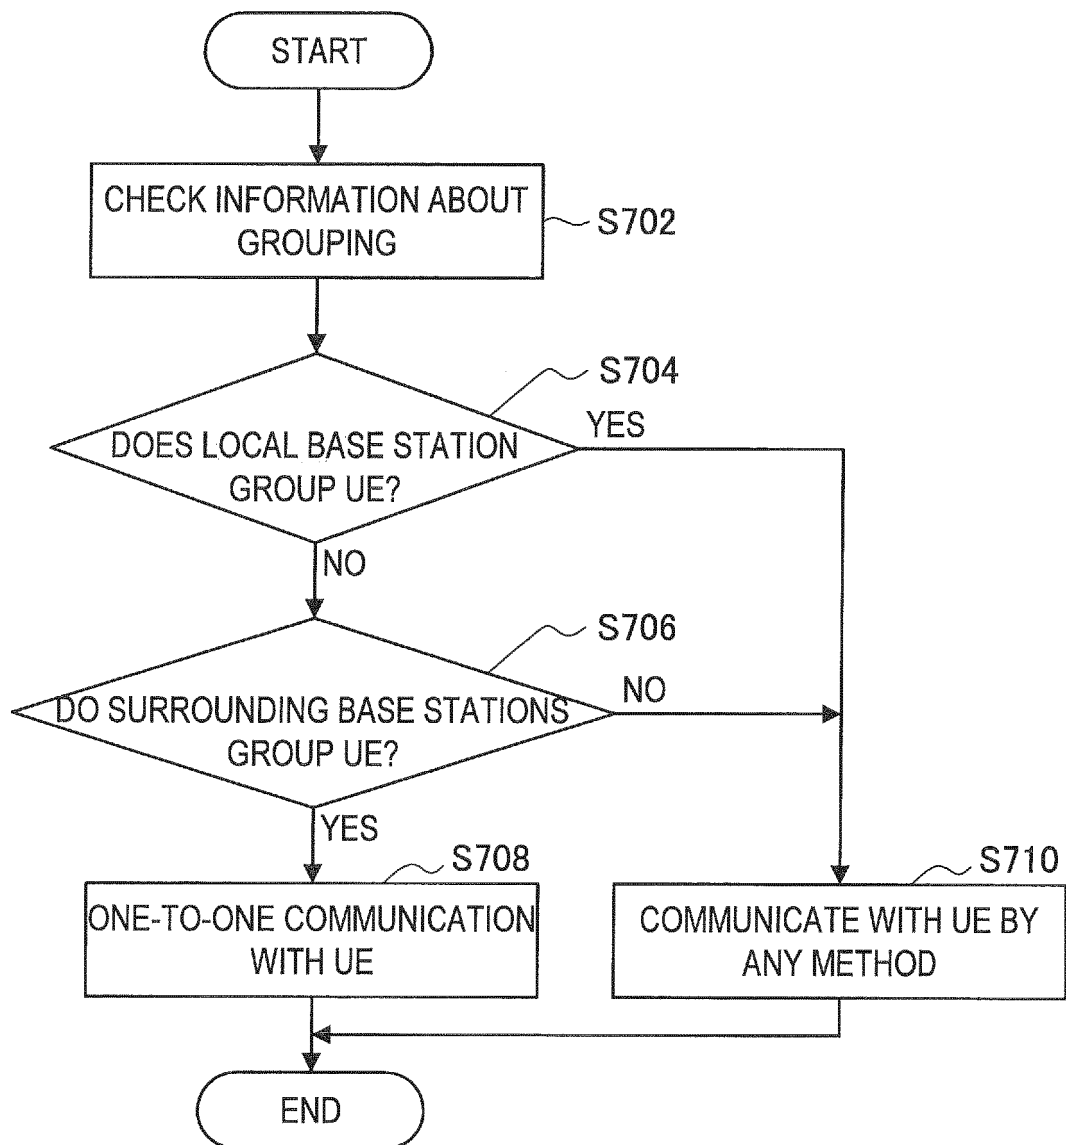 START
CHECK INFORMATION ABOUT
GROUPING
S702
S704
DOES LOCAL BASE STATION
GROUP UE?
YES
NO
S706
DO SURROUNDING BASE STATIONS
GROUP UE?
NO
YES
S708
ONE-TO-ONE COMMUNICATION
WITH UE
S710
COMMUNICATE WITH UE BY
ANY METHOD
END